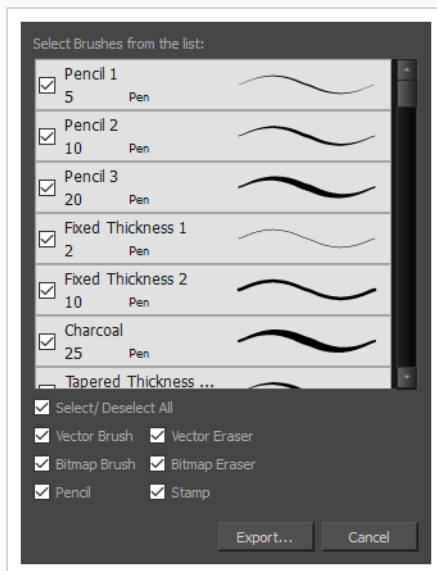 Select Brushes from the list:
Pencil 1
5 Pen
Pencil 2
10 Pen
Pencil 3
20 Pen
Fixed Thickness 1
2 Pen
Fixed Thickness 2
10 Pen
Charcoal
25 Pen
Tapered Thickness ...
Select/Deselect All
Vector Brush Vector Eraser
Bitmap Brush Bitmap Eraser
Pencil Stamp
Export... Cancel